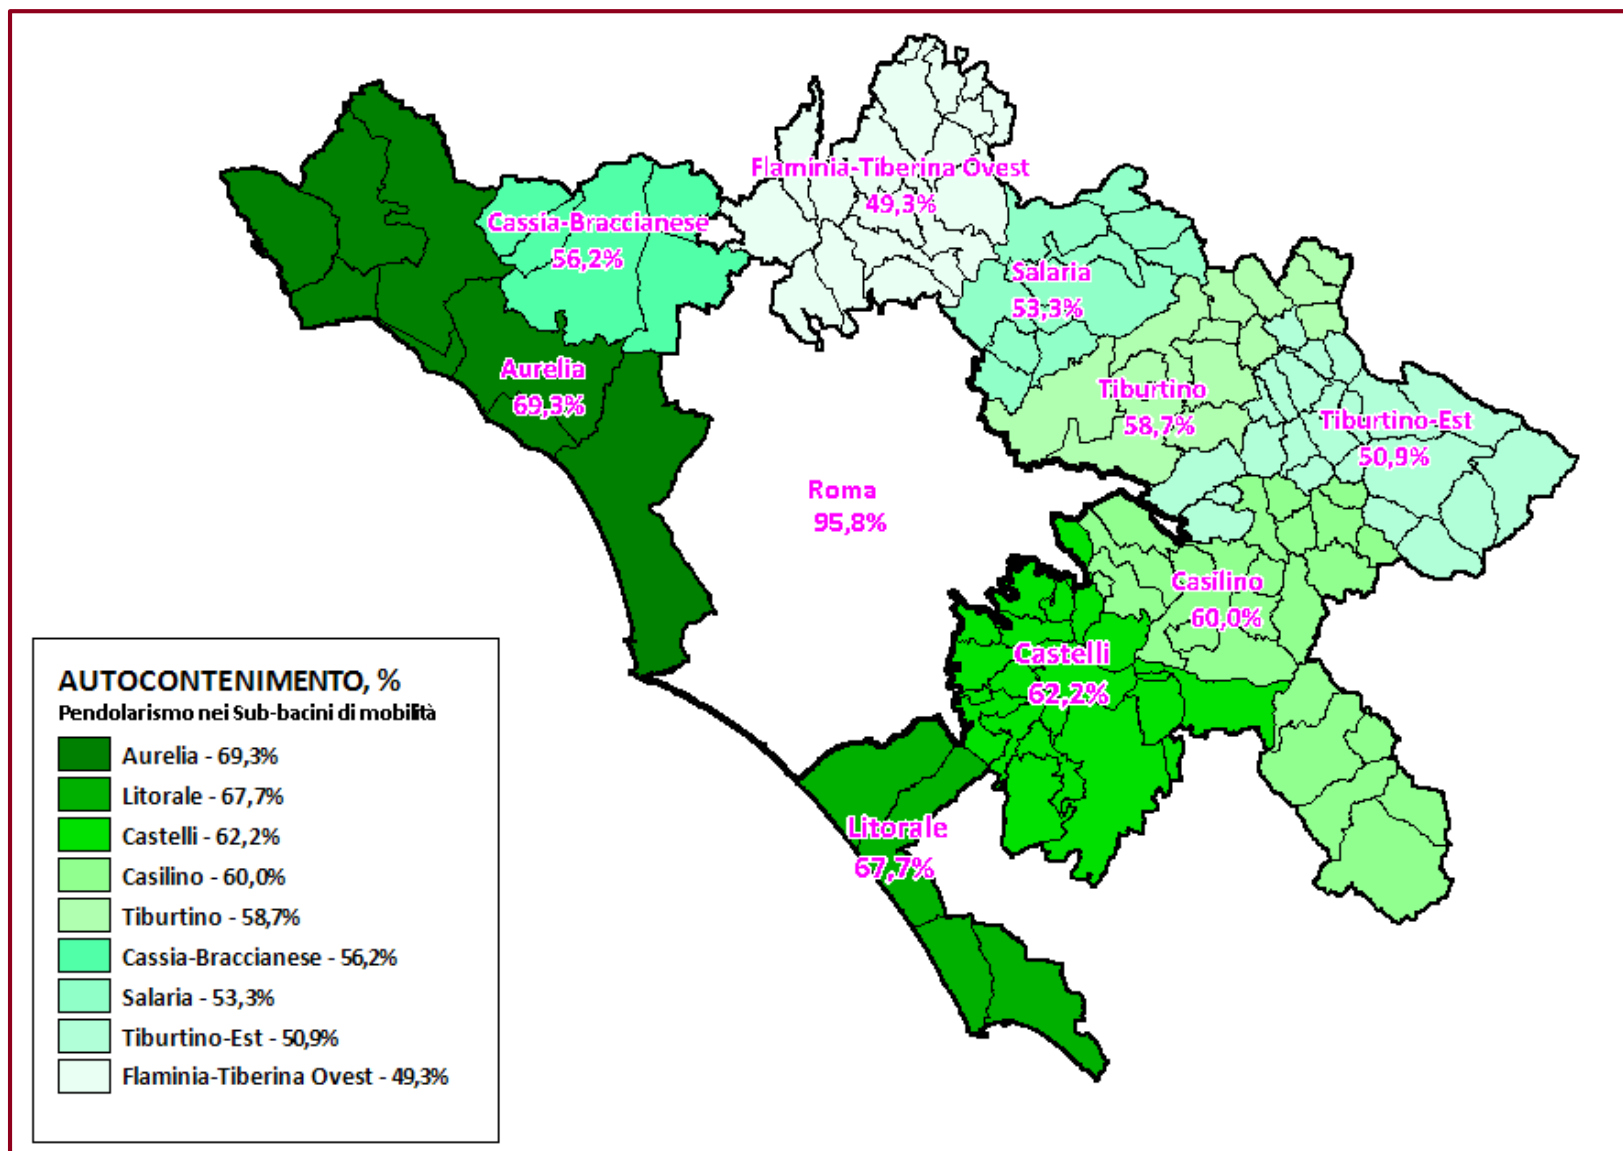 Flaminia-Tiberina Ovest
49,3%
Cassia-Braccianese
56,2%
Salaria
53,3%
Aurelia
69,3%
Tiburtino
58,7%
Tiburtino-Est
50,9%
Roma
95,8%
Casilino
60,0%
Castelli
62,2%
Litorale
67,7%
AUTOCONTENIMENTO, %
Pendolarismo nei Sub-bacini di mobilità
Aurelia - 69,3%
Litorale - 67,7%
Castelli - 62,2%
Casilino - 60,0%
Tiburtino - 58,7%
Cassia-Braccianese - 56,2%
Salaria - 53,3%
Tiburtino-Est - 50,9%
Flaminia-Tiberina Ovest - 49,3%